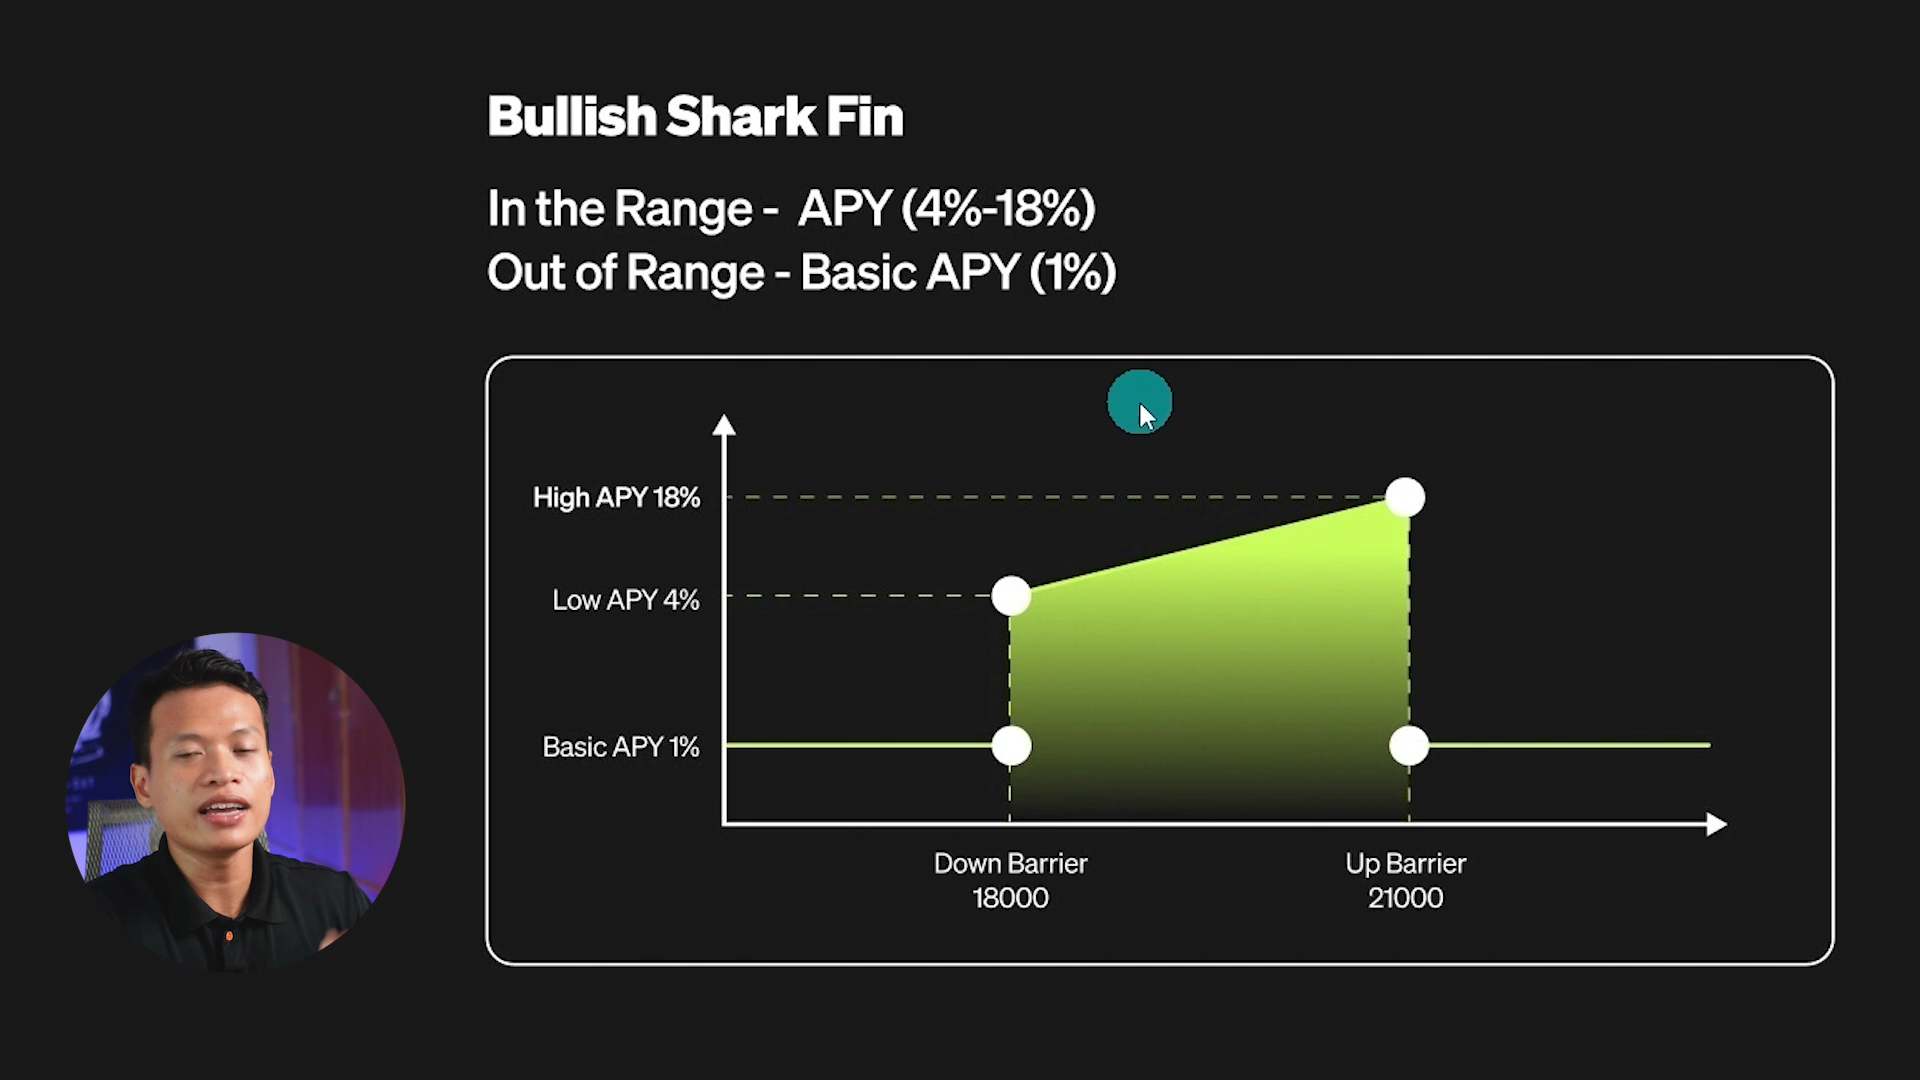 Bullish Shark Fin
In the Range - APY (4%-18%)
Out of Range - Basic APY (1%)
High APY 18%
Low APY 4%
Basic APY 1%
Down Barrier
18000
Up Barrier
21000